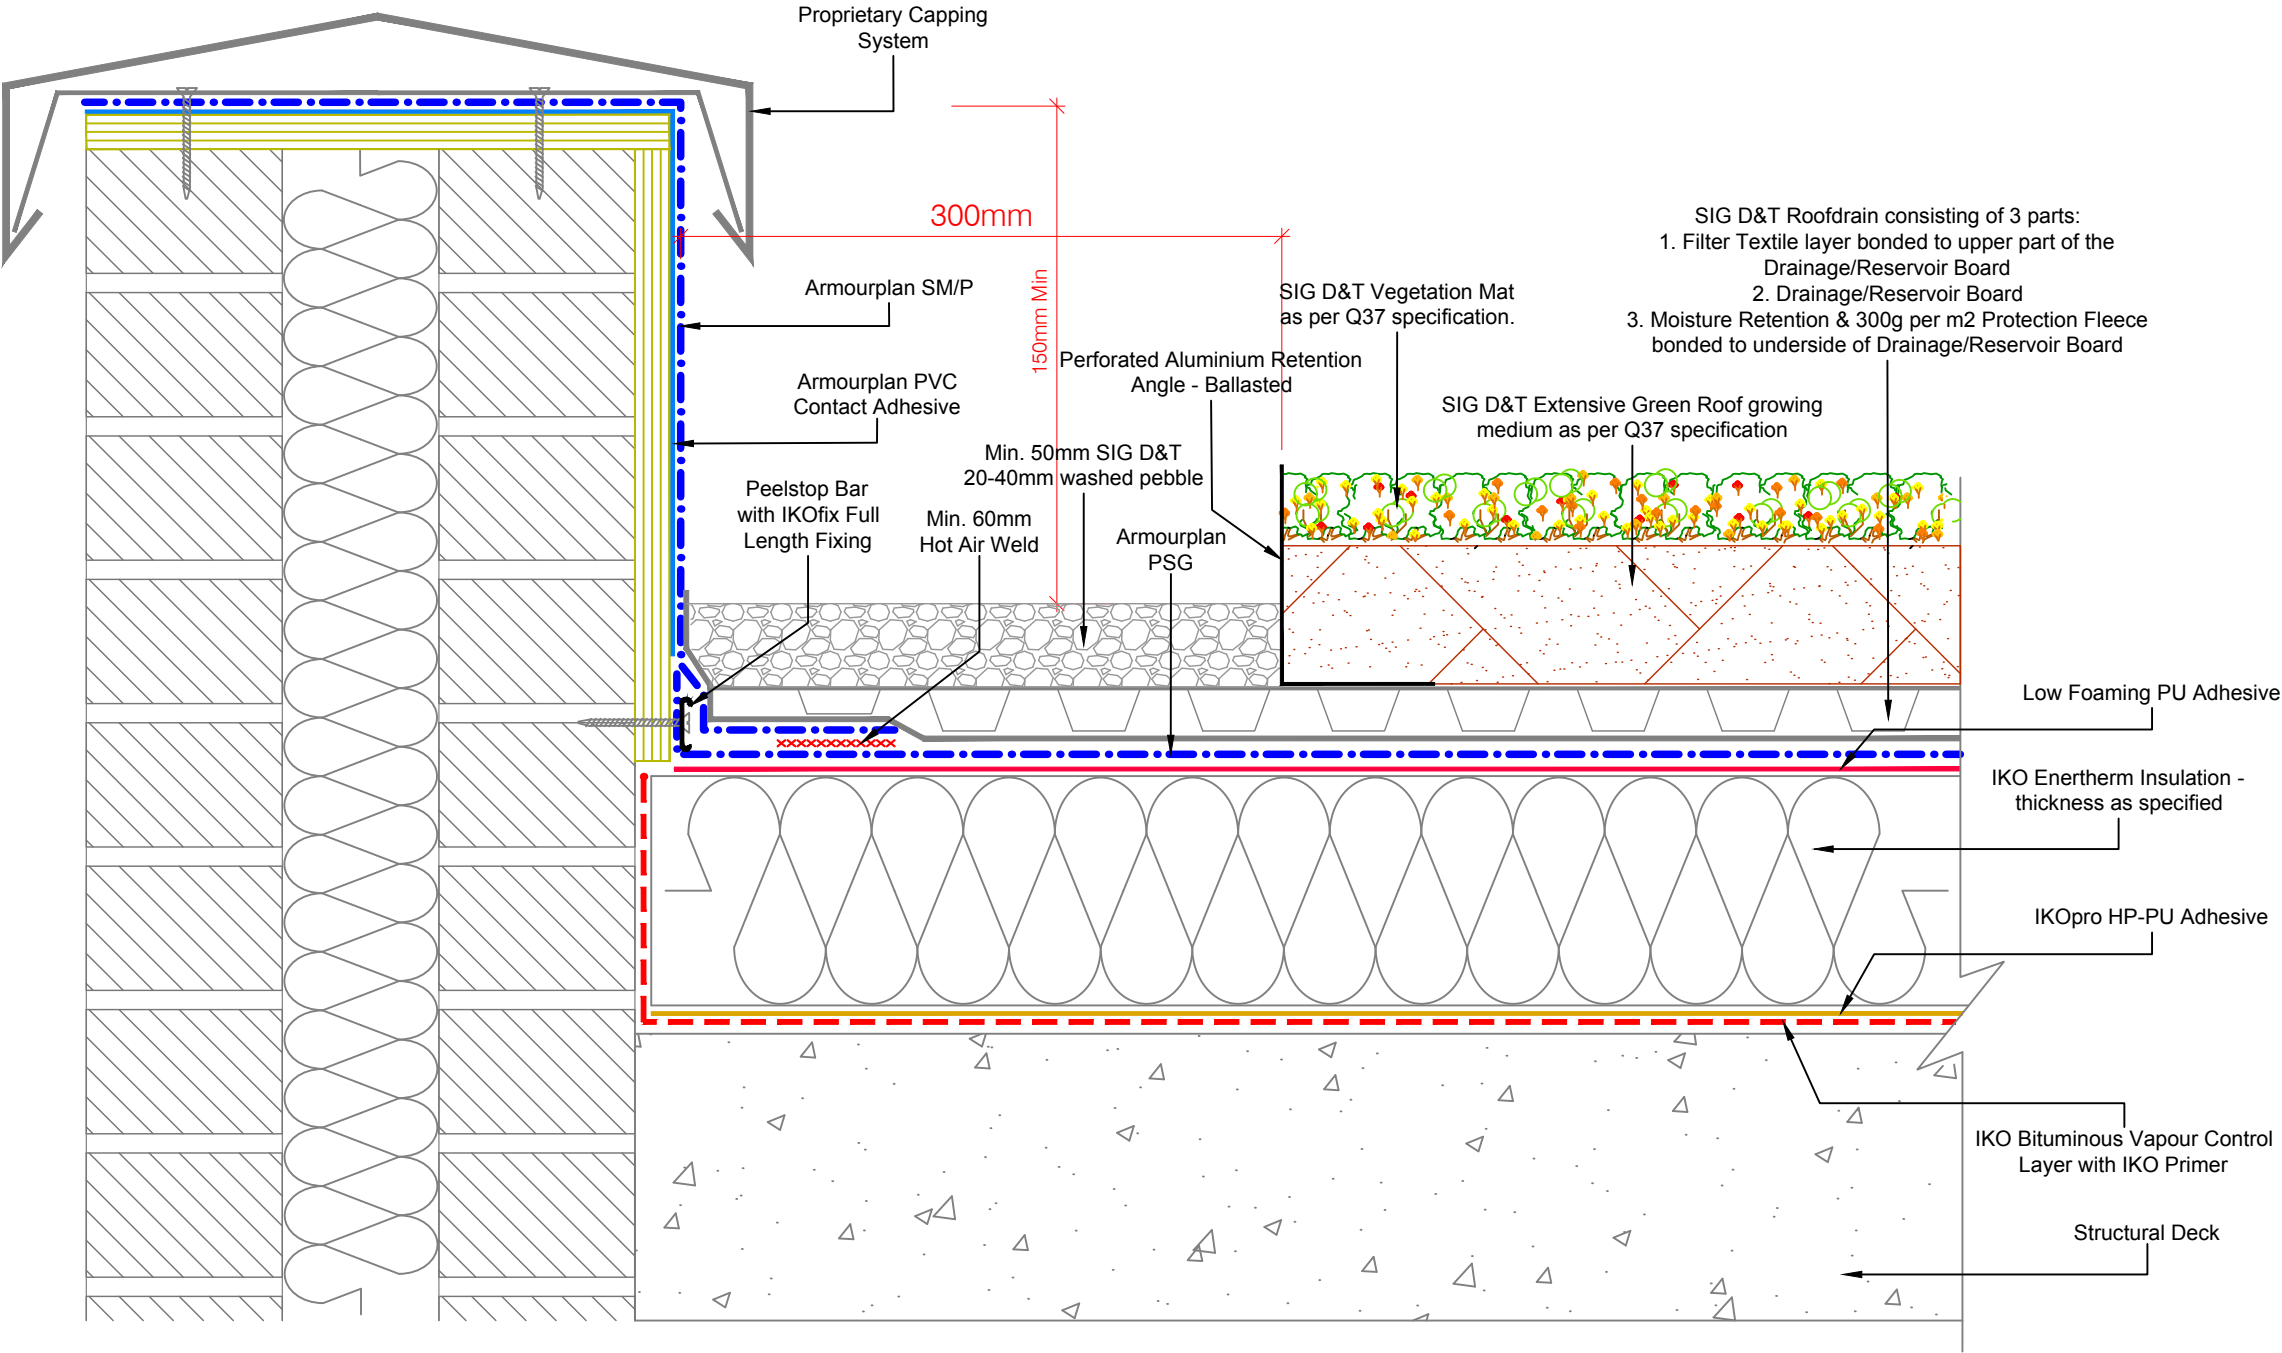 Proprietary Capping
System
300mm
150mm Min
SIG D&T Roofdrain consisting of 3 parts:
1. Filter Textile layer bonded to upper part of the
Drainage/Reservoir Board
2. Drainage/Reservoir Board
3. Moisture Retention & 300g per m2 Protection Fleece
bonded to underside of Drainage/Reservoir Board
Armourplan SM/P
SIG D&T Vegetation Mat
as per Q37 specification.
Perforated Aluminium Retention
Angle - Ballasted
Armourplan PVC
Contact Adhesive
SIG D&T Extensive Green Roof growing
medium as per Q37 specification
Min. 50mm SIG D&T
20-40mm washed pebble
Peelstop Bar
with IKOfix Full
Length Fixing
Min. 60mm
Hot Air Weld
Armourplan
PSG
Low Foaming PU Adhesive
IKO Enertherm Insulation -
thickness as specified
IKOpro HP-PU Adhesive
IKO Bituminous Vapour Control
Layer with IKO Primer
Structural Deck